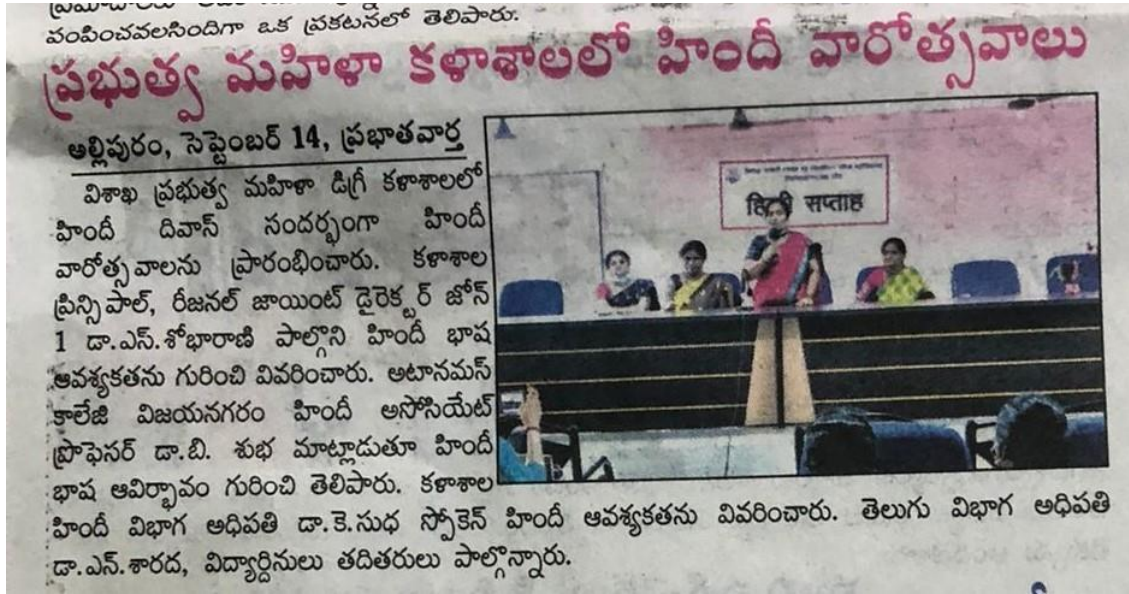 పంపించవలసిందిగా ఒక ప్రకటనలో తెలిపారు.
ప్రభుత్వ మహిళా కళాశాలలో హిందీ వారోత్సవాలు
అల్లిపురం, సెప్టెంబర్ 14, ప్రభాతవార్త
విశాఖ ప్రభుత్వ మహిళా డిగ్రీ కళాశాలలో
హిందీ దివాస్ సందర్భంగా హిందీ
వారోత్సవాలను ప్రారంభించారు. కళాశాల
ప్రిన్సిపాల్, రీజనల్ జాయింట్ డైరెక్టర్ జోన్
1 డా.ఎస్.శోభారాణి పాల్గొని హిందీ భాష
ఆవశ్యకతను గురించి వివరించారు. అటానమస్
కాలేజి విజయనగరం హిందీ అసోసియేట్
ప్రొఫెసర్ డా.బి. శుభ మాట్లాడుతూ హిందీ
భాష ఆవిర్భావం గురించి తెలిపారు. కళాశాల
హిందీ విభాగ అధిపతి డా.కె.సుధ స్పోకెన్ హిందీ ఆవశ్యకతను వివరించారు. తెలుగు విభాగ అధిపతి
డా.ఎన్.శారద, విద్యార్థినులు తదితరులు పాల్గొన్నారు.
सप्ताह